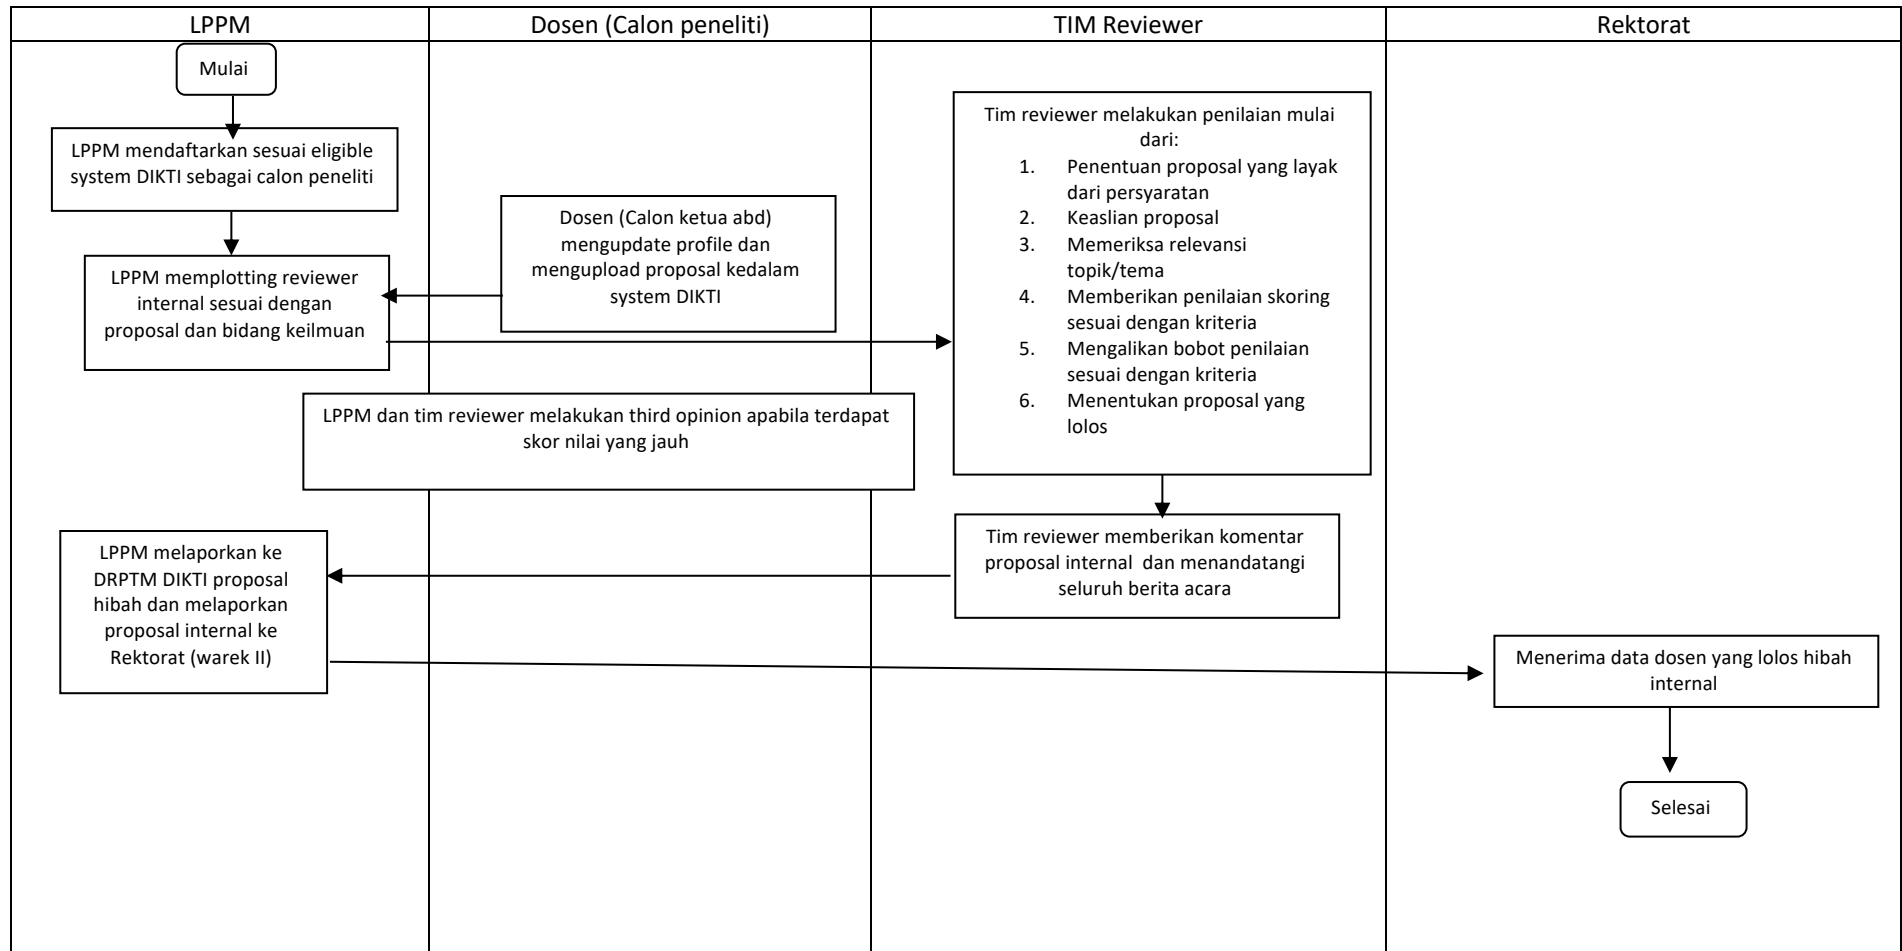 LPPM
Dosen (Calon peneliti)
TIM Reviewer
Rektorat
Mulai
LPPM mendaftarkan sesuai eligible
system DIKTI sebagai calon peneliti
LPPM memplotting reviewer
internal sesuai dengan
proposal dan bidang keilmuan
Dosen (Calon ketua abd)
mengupdate profile dan
mengupload proposal kedalam
system DIKTI
Tim reviewer melakukan penilaian mulai
dari:
1. Penentuan proposal yang layak
dari persyaratan
2. Keaslian proposal
3. Memeriksa relevansi
topik/tema
4. Memberikan penilaian skoring
sesuai dengan kriteria
5. Mengalikan bobot penilaian
sesuai dengan kriteria
6. Menentukan proposal yang
lolos
LPPM dan tim reviewer melakukan third opinion apabila terdapat
skor nilai yang jauh
Tim reviewer memberikan komentar
proposal internal dan menandatangi
seluruh berita acara
LPPM melaporkan ke
DRPTM DIKTI proposal
hibah dan melaporkan
proposal internal ke
Rektorat (warek II)
Menerima data dosen yang lolos hibah
internal
Selesai